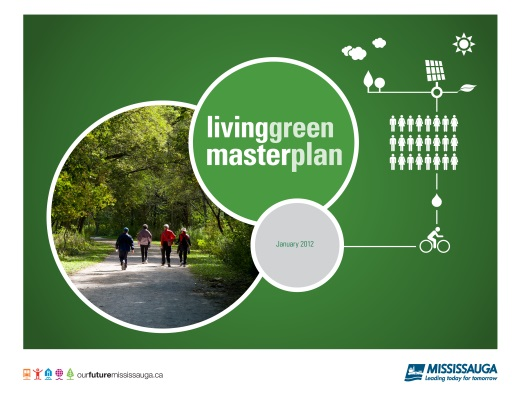 livinggreen
masterplan
January 2012
ourfuturemississauga.ca
MISSISSAUGA
Leading today for tomorrow